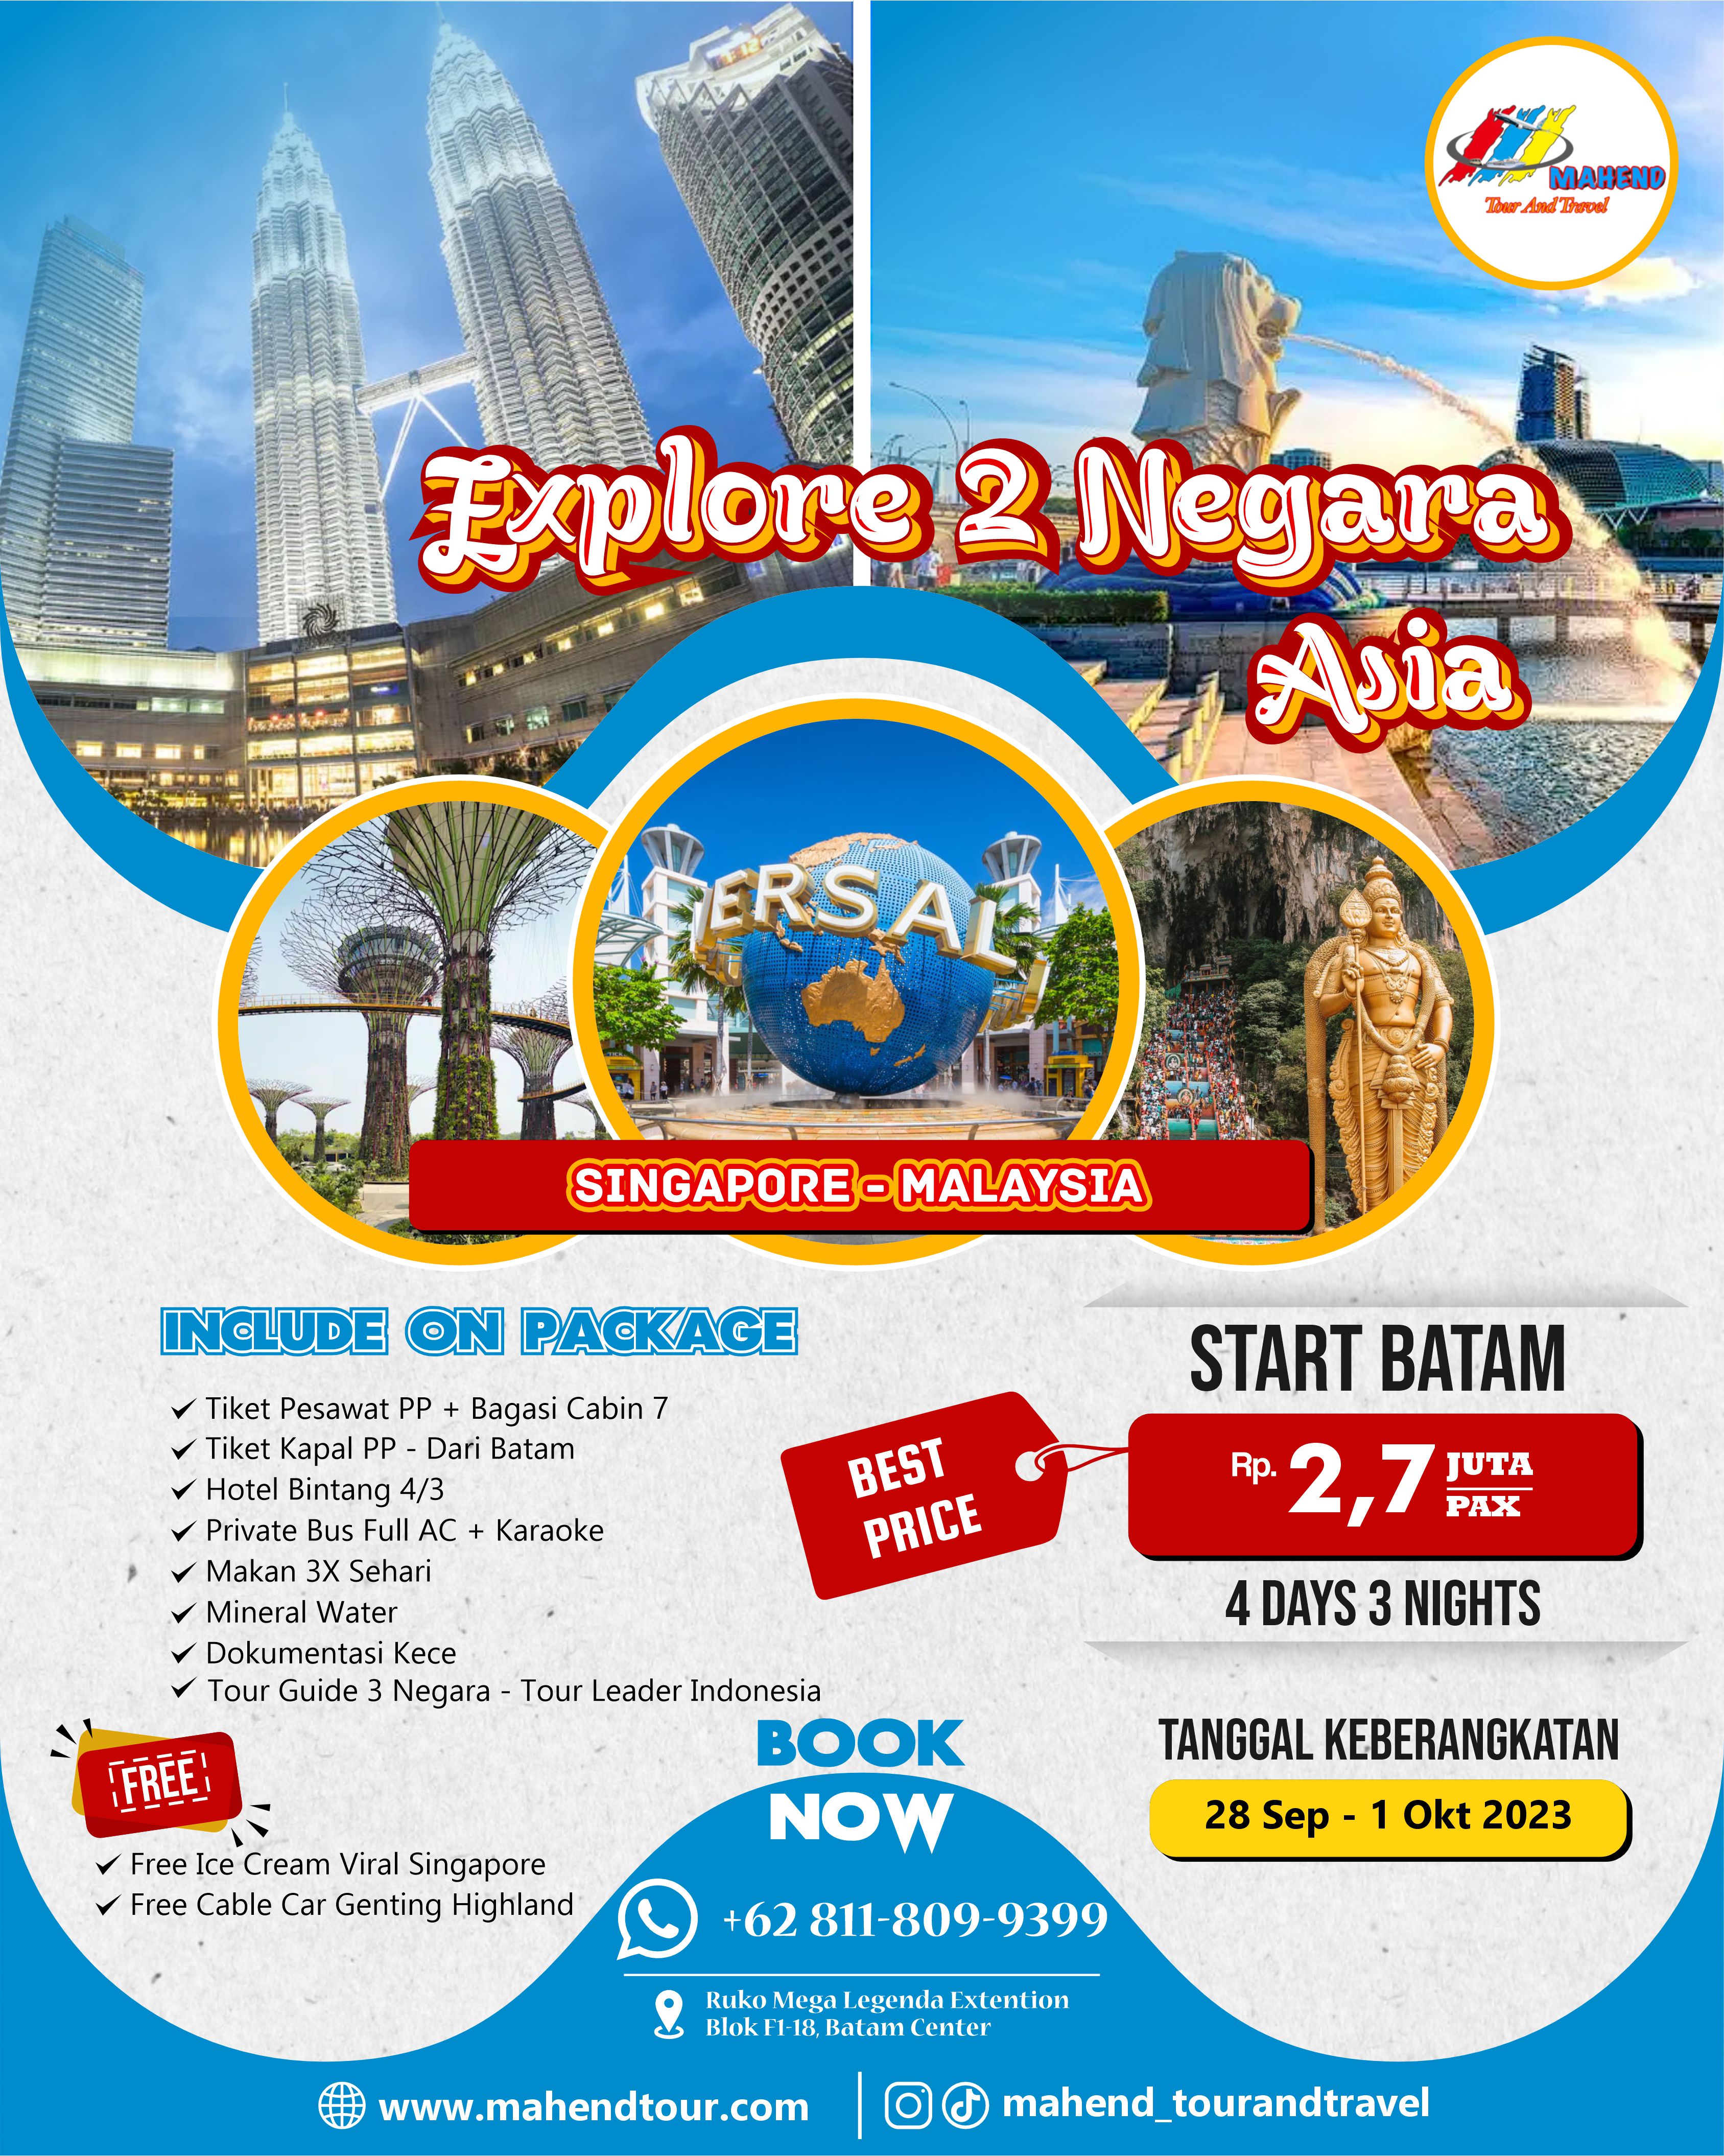 MAHEND
Tour And Travel
Explore 2 Negara
Asia
ERSAL
SINGAPORE - MALAYSIA
INCLUDE ON PACKAGE
Tiket Pesawat PP + Bagasi Cabin 7
Tiket Kapal PP - Dari Batam
Hotel Bintang 4/3
Private Bus Full AC + Karaoke
Makan 3X Sehari
Mineral Water
Dokumentasi Kece
Tour Guide 3 Negara - Tour Leader Indonesia
START BATAM
BEST
PRICE
Rp. 2,7 JUTA
PAX
4 DAYS 3 NIGHTS
TANGGAL KEBERANGKATAN
28 Sep - 1 Okt 2023
FREE
Free Ice Cream Viral Singapore
Free Cable Car Genting Highland
BOOK
NOW
+62 811-809-9399
Ruko Mega Legenda Extention
Blok F1-18, Batam Center
www.mahendtour.com
mahend_tourandtravel